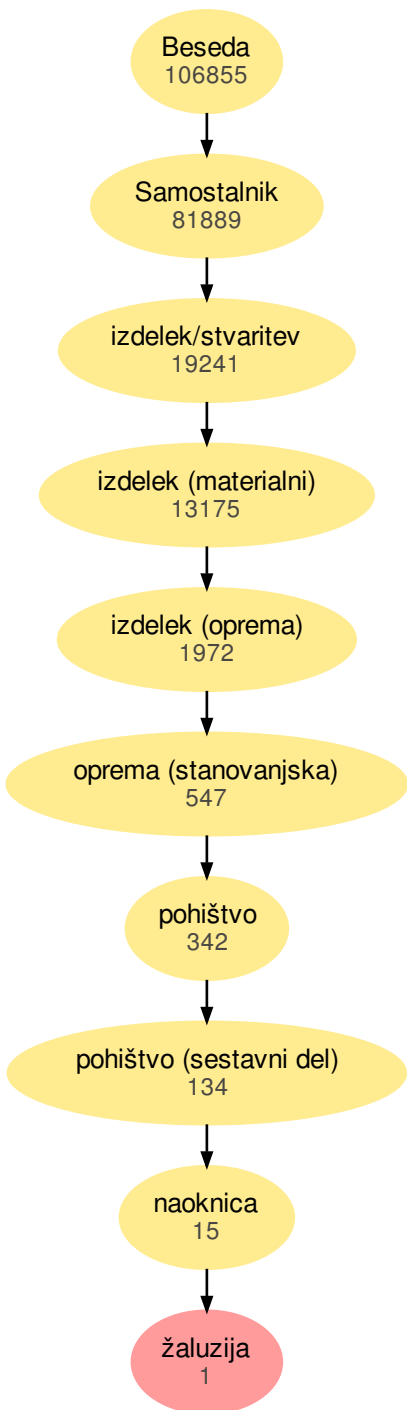 Beseda
106855
Samostalnik
81889
izdelek/stvaritev
19241
izdelek (materialni)
13175
izdelek (oprema)
1972
oprema (stanovanjska)
547
pohištvo
342
pohištvo (sestavni del)
134
naoknica
15
žaluzija
1